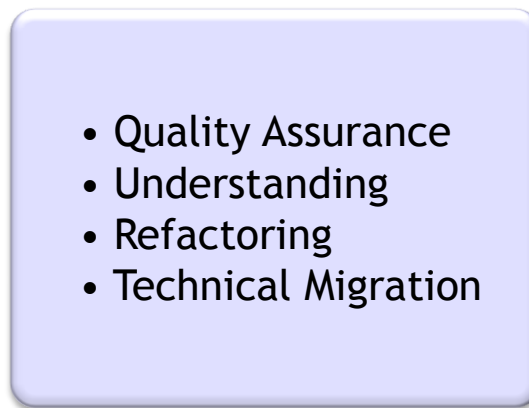 • Quality Assurance
• Understanding
• Refactoring
• Technical Migration